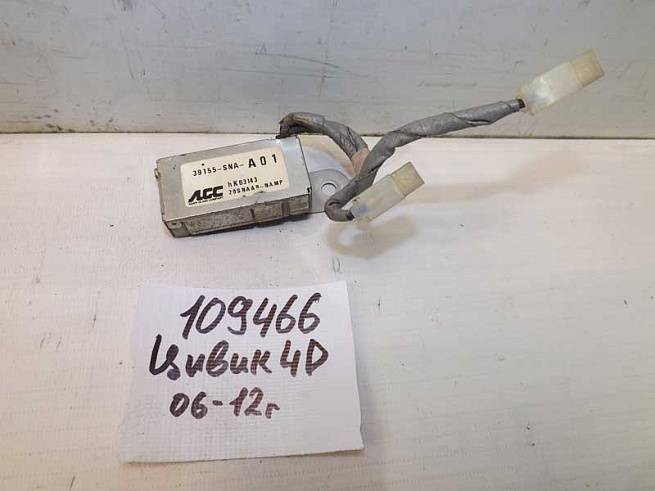 39155-SNA-A01
ACC
hK03143
20SNAAR-NAMP
109466
Цивик 4D
06-12г